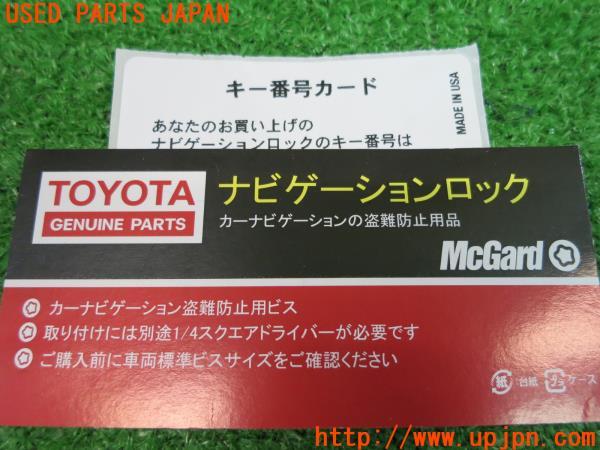 USED PARTS JAPAN
キー番号カード
あなたのお買い上げの
ナビゲーションロックのキー番号は
MADE IN USA
TOYOTA
GENUINE PARTS
ナビゲーションロック
カーナビゲーションの盗難防止用品
McGard
カーナビゲーション盗難防止用ビス
取り付けには別途1/4スクエアドライバーが必要です
ご購入前に車両標準ビスサイズをご確認ください
紙 :台紙 プラ ケース
http://www.upjpn.com